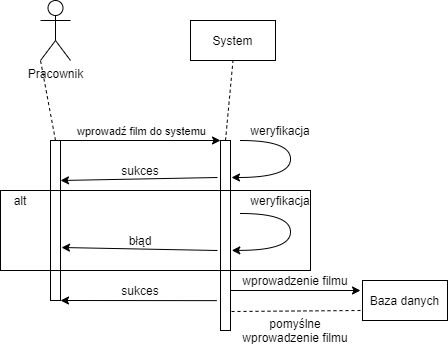 System
Pracownik
wprowadź film do systemu
weryfikacja
sukces
alt
weryfikacja
błąd
wprowadzenie filmu
sukces
Baza danych
pomyślne
wprowadzenie filmu